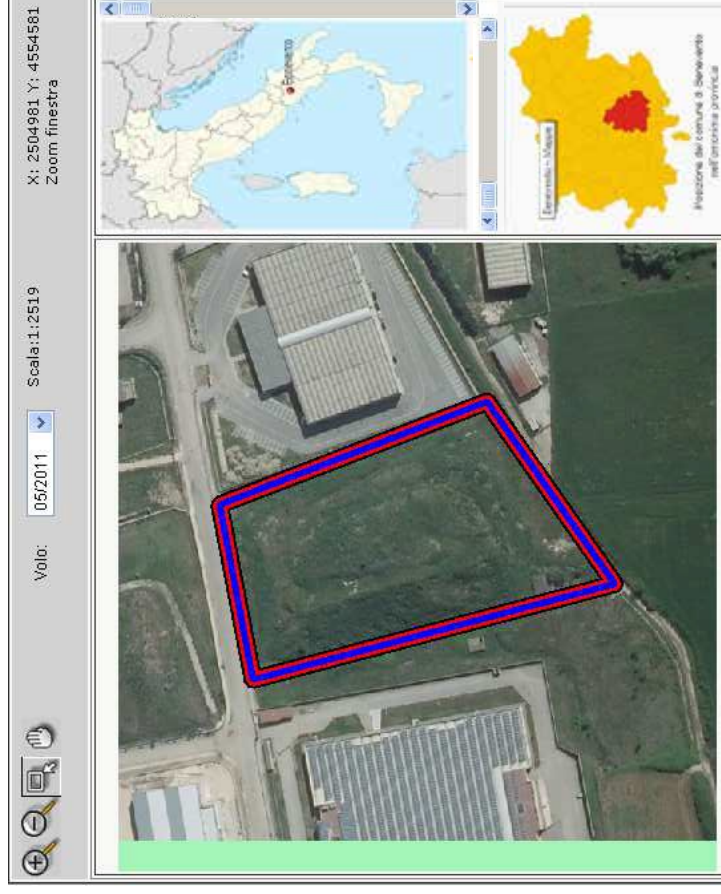 Volo:
05/2011
Scala:1:2519
X: 2504981 Y: 4554581
Zoom finestra
Benevento - Mappa
Posizione del comune di Benevento
nell'omonima provincia